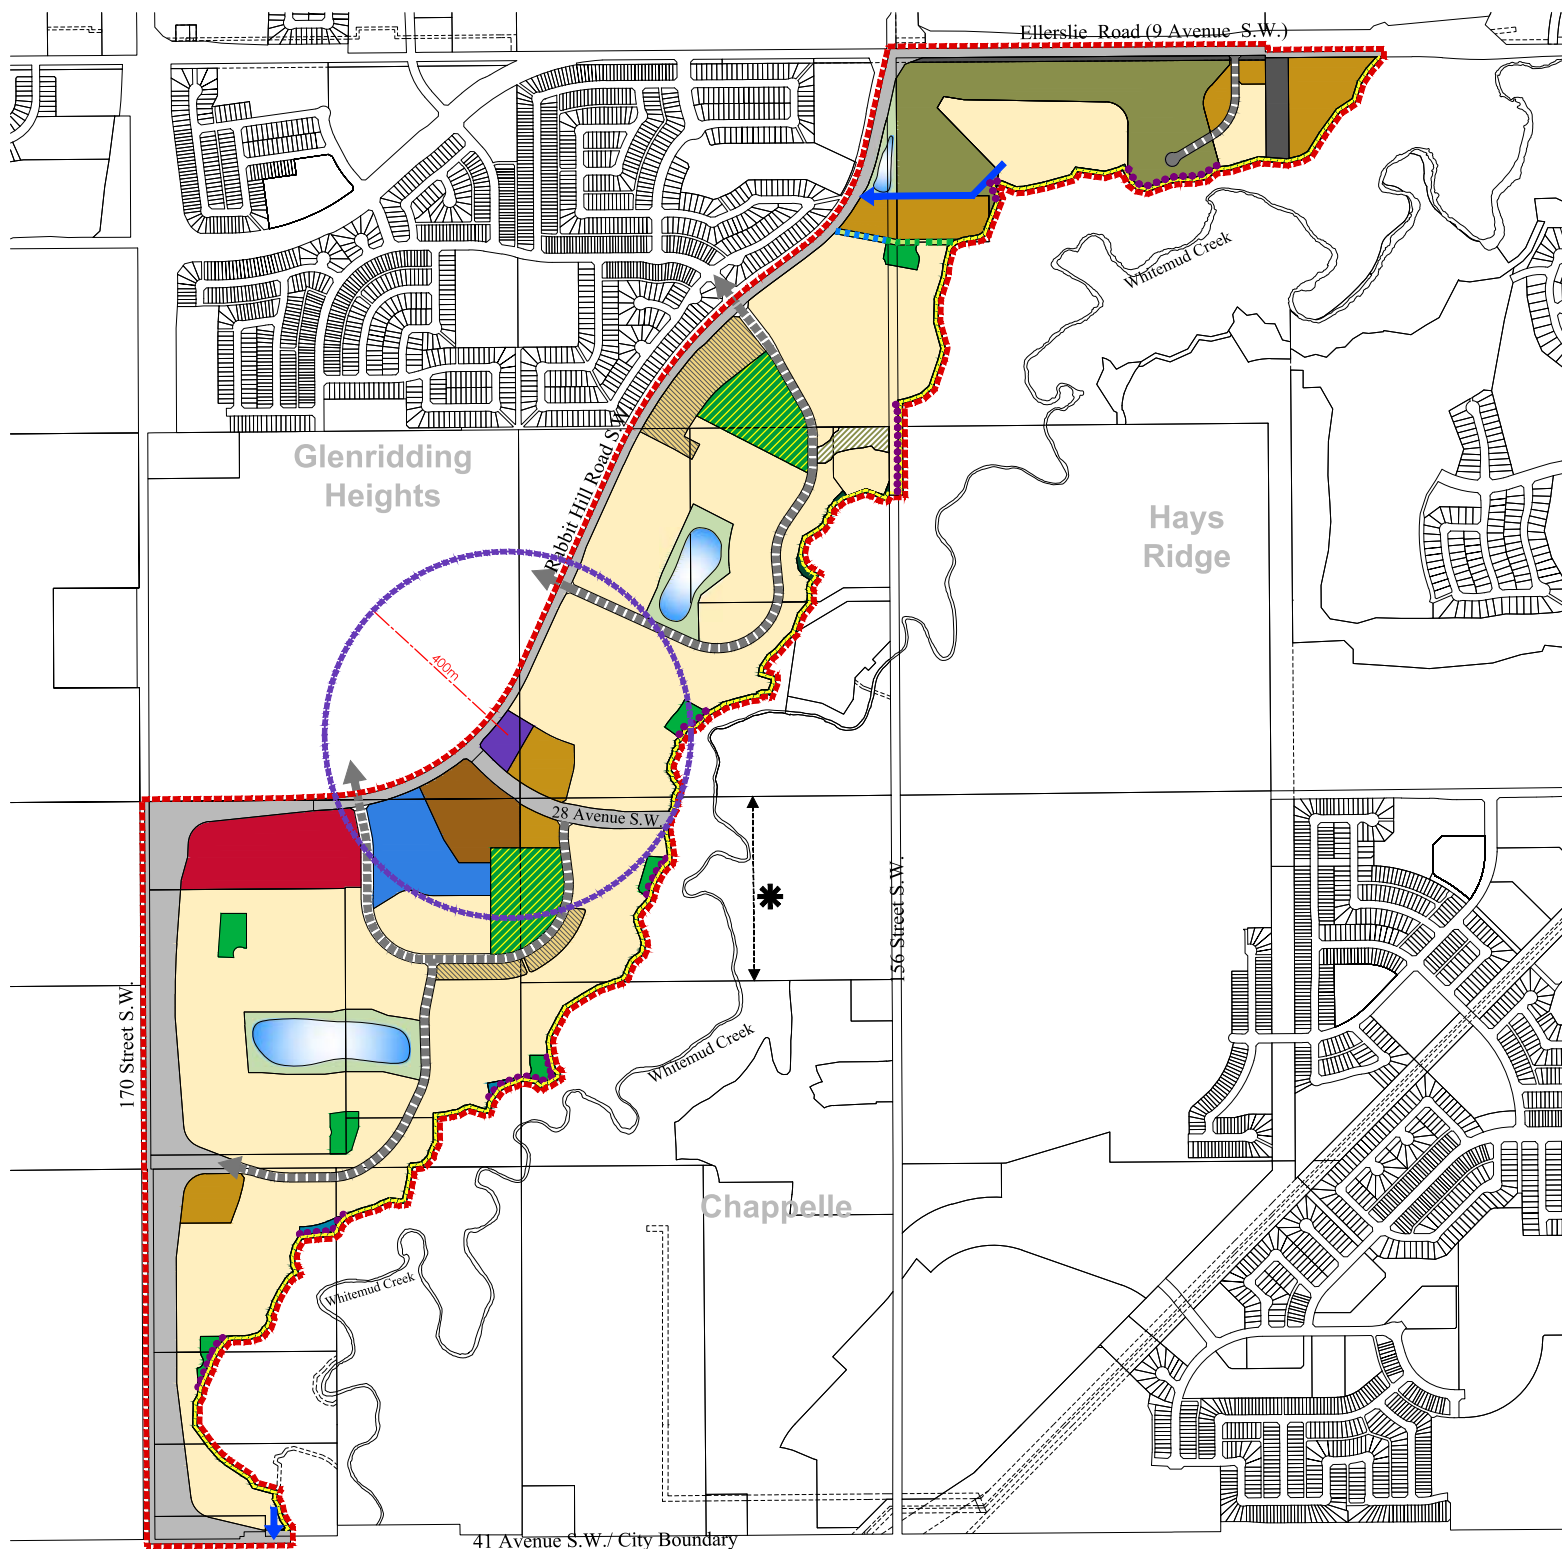 Ellerslie Road (9 Avenue S.W.)
Whitemud Creek
Rabbit Hill Road S.W.
Glenridding
Heights
Hays
Ridge
400m
28 Avenue S.W.
156 Street S.W.
170 Street S.W.
Whitemud Creek
Chappelle
Whitemud Creek
41 Avenue S.W./ City Boundary